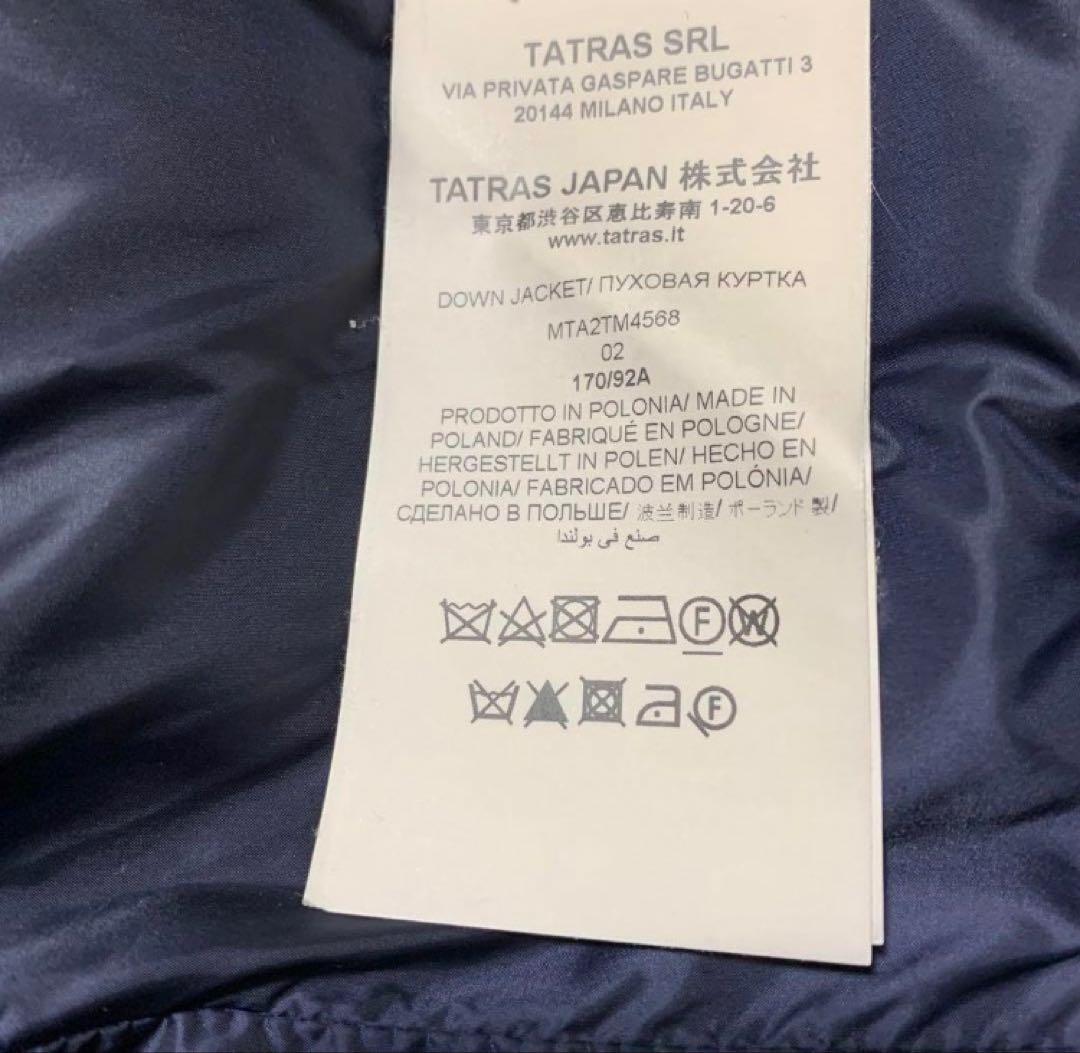 TATRAS SRL
VIA PRIVATA GASPARE BUGATTI 3
20144 MILANO ITALY
TATRAS JAPAN 株式会社
東京都渋谷区恵比寿南 1-20-6
www.tatras.it
DOWN JACKET/ ПУХОВАЯ КУРТКА
MTA2TM4568
02
170/92A
PRODOTTO IN POLONIA/ MADE IN
POLAND/ FABRIQUÉ EN POLOGNE/
HERGESTELLT IN POLEN/ HECHO EN
POLONIA/ FABRICADO EM POLÓNIA/
СДЕЛАНО В ПОЛЬШЕ/ 波兰制造/ ポーランド製/
صنع في بولندا
F W
F